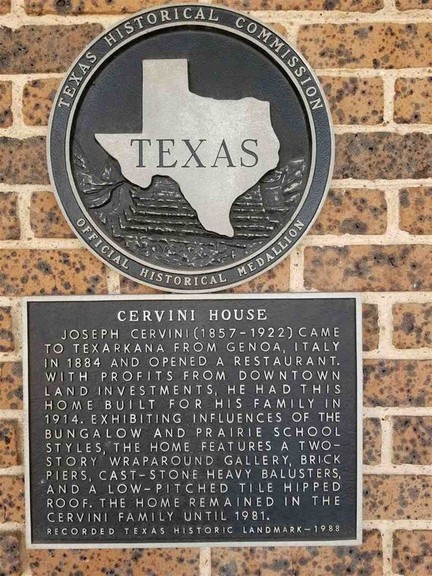 TEXAS HISTORICAL COMMISSION
TEXAS
OFFICIAL HISTORICAL MEDALLION
CERVINI HOUSE
JOSEPH CERVINI (1857-1922) CAME
TO TEXARKANA FROM GENOA, ITALY
IN 1884 AND OPENED A RESTAURANT.
WITH PROFITS FROM DOWNTOWN
LAND INVESTMENTS, HE HAD THIS
HOME BUILT FOR HIS FAMILY IN
1914. EXHIBITING INFLUENCES OF THE
BUNGALOW AND PRAIRIE SCHOOL
STYLES, THE HOME FEATURES A TWO-
STORY WRAPAROUND GALLERY, BRICK
PIERS, CAST-STONE HEAVY BALUSTERS,
AND A LOW-PITCHED TILE HIPPED
ROOF. THE HOME REMAINED IN THE
CERVINI FAMILY UNTIL 1981.
RECORDED TEXAS HISTORIC LANDMARK-1988